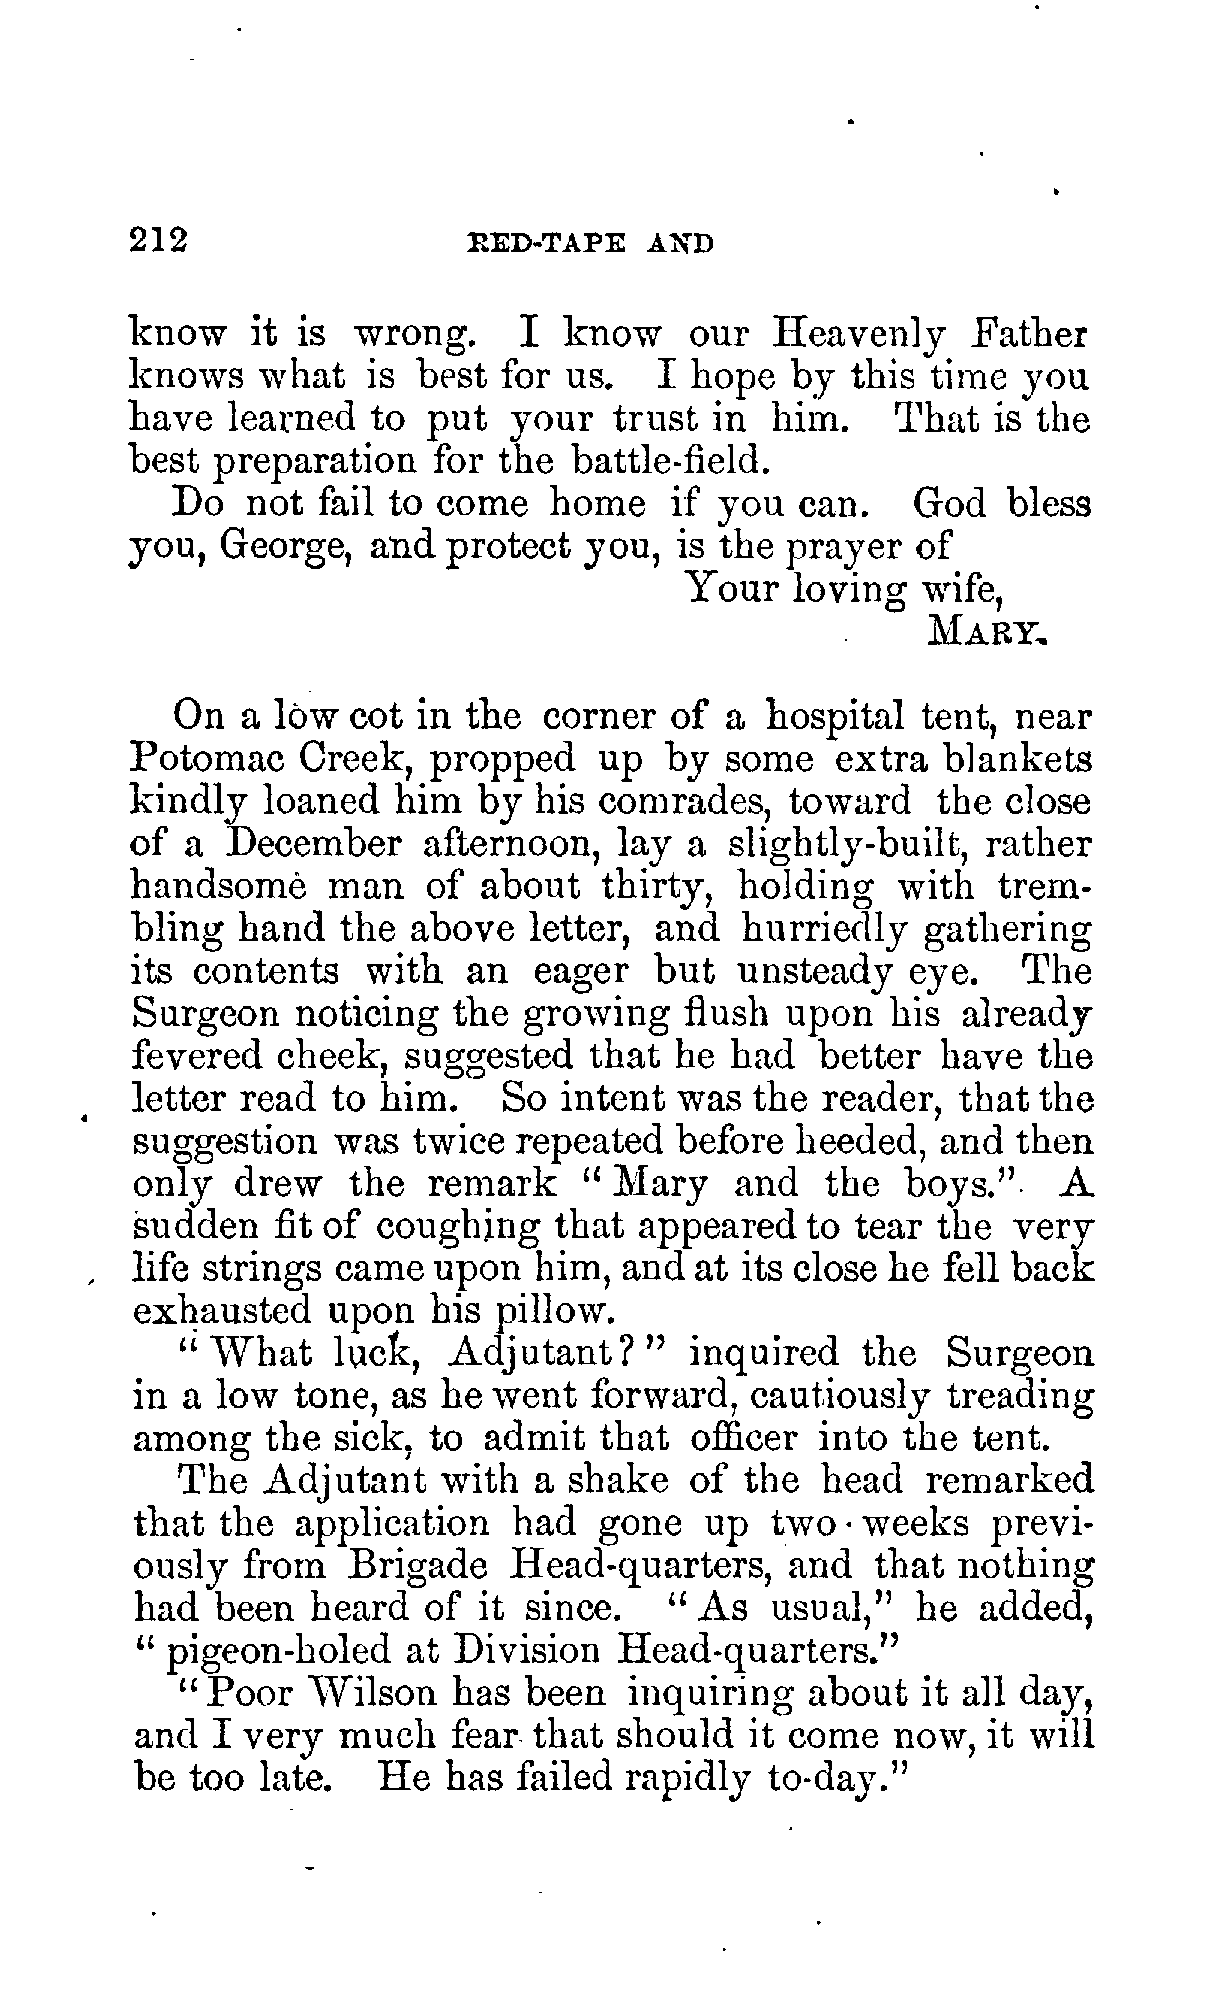 212 RED-TAPE AND
know it is wrong. I know our Heavenly Father
knows what is best for us. I hope by this time you
have learned to put your trust in him. That is the
best preparation for the battle-field.
Do not fail to come home if you can. God bless
you, George, and protect you, is the prayer of
Your loving wife,
MARY.
On a low cot in the corner of a hospital tent, near
Potomac Creek, propped up by some extra blankets
kindly loaned him by his comrades, toward the close
of a December afternoon, lay a slightly-built, rather
handsome man of about thirty, holding with trem-
bling hand the above letter, and hurriedly gathering
its contents with an eager but unsteady eye. The
Surgeon noticing the growing flush upon his already
fevered cheek, suggested that he had better have the
letter read to him. So intent was the reader, that the
suggestion was twice repeated before heeded, and then
only drew the remark "Mary and the boys." A
sudden fit of coughing that appeared to tear the very
life strings came upon him, and at its close he fell back
exhausted upon his pillow.
"What luck, Adjutant?" inquired the Surgeon
in a low tone, as he went forward, cautiously treading
among the sick, to admit that officer into the tent.
The Adjutant with a shake of the head remarked
that the application had gone up two weeks previ-
ously from Brigade Head-quarters, and that nothing
had been heard of it since. "As usual," he added,
"pigeon-holed at Division Head-quarters."
"Poor Wilson has been inquiring about it all day,
and I very much fear that should it come now, it will
be too late. He has failed rapidly to-day."